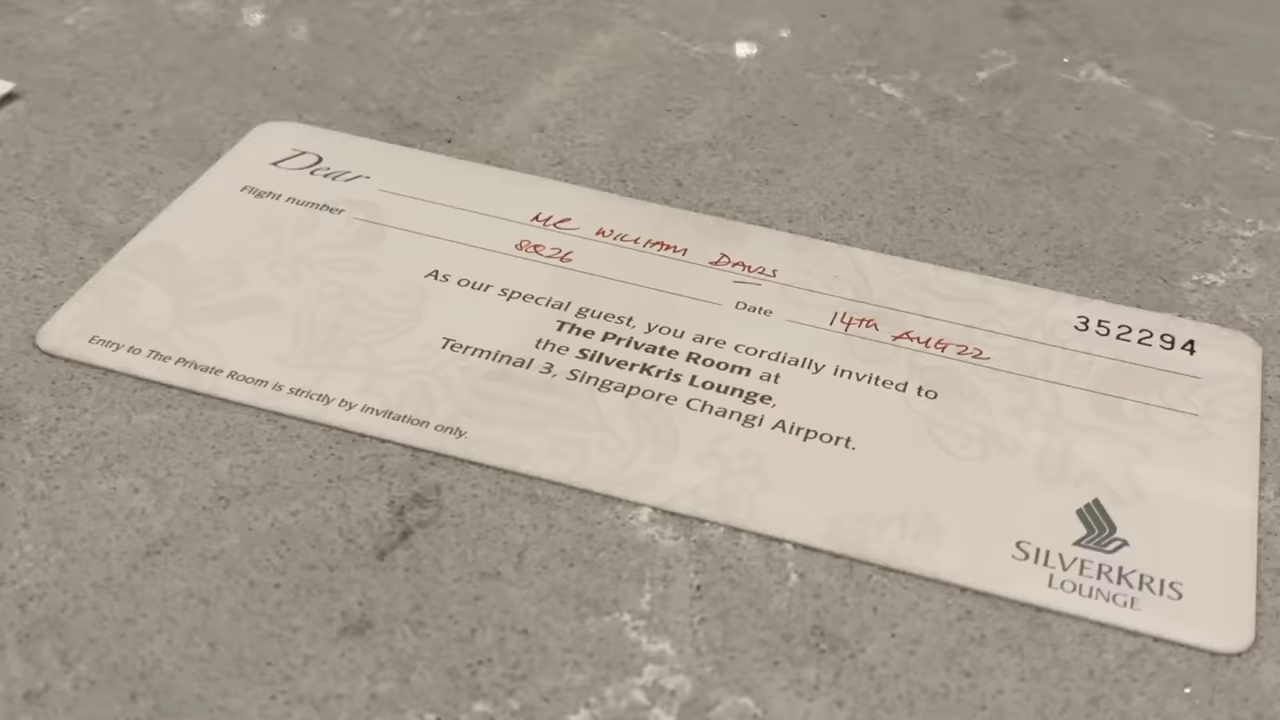 Dear MR WILLIAM DAVIS
Flight number SQ26 Date 14th AUG 22
352294
As our special guest, you are cordially invited to
The Private Room at
the SilverKris Lounge,
Terminal 3, Singapore Changi Airport.
Entry to The Private Room is strictly by invitation only.
SILVERKRIS
LOUNGE